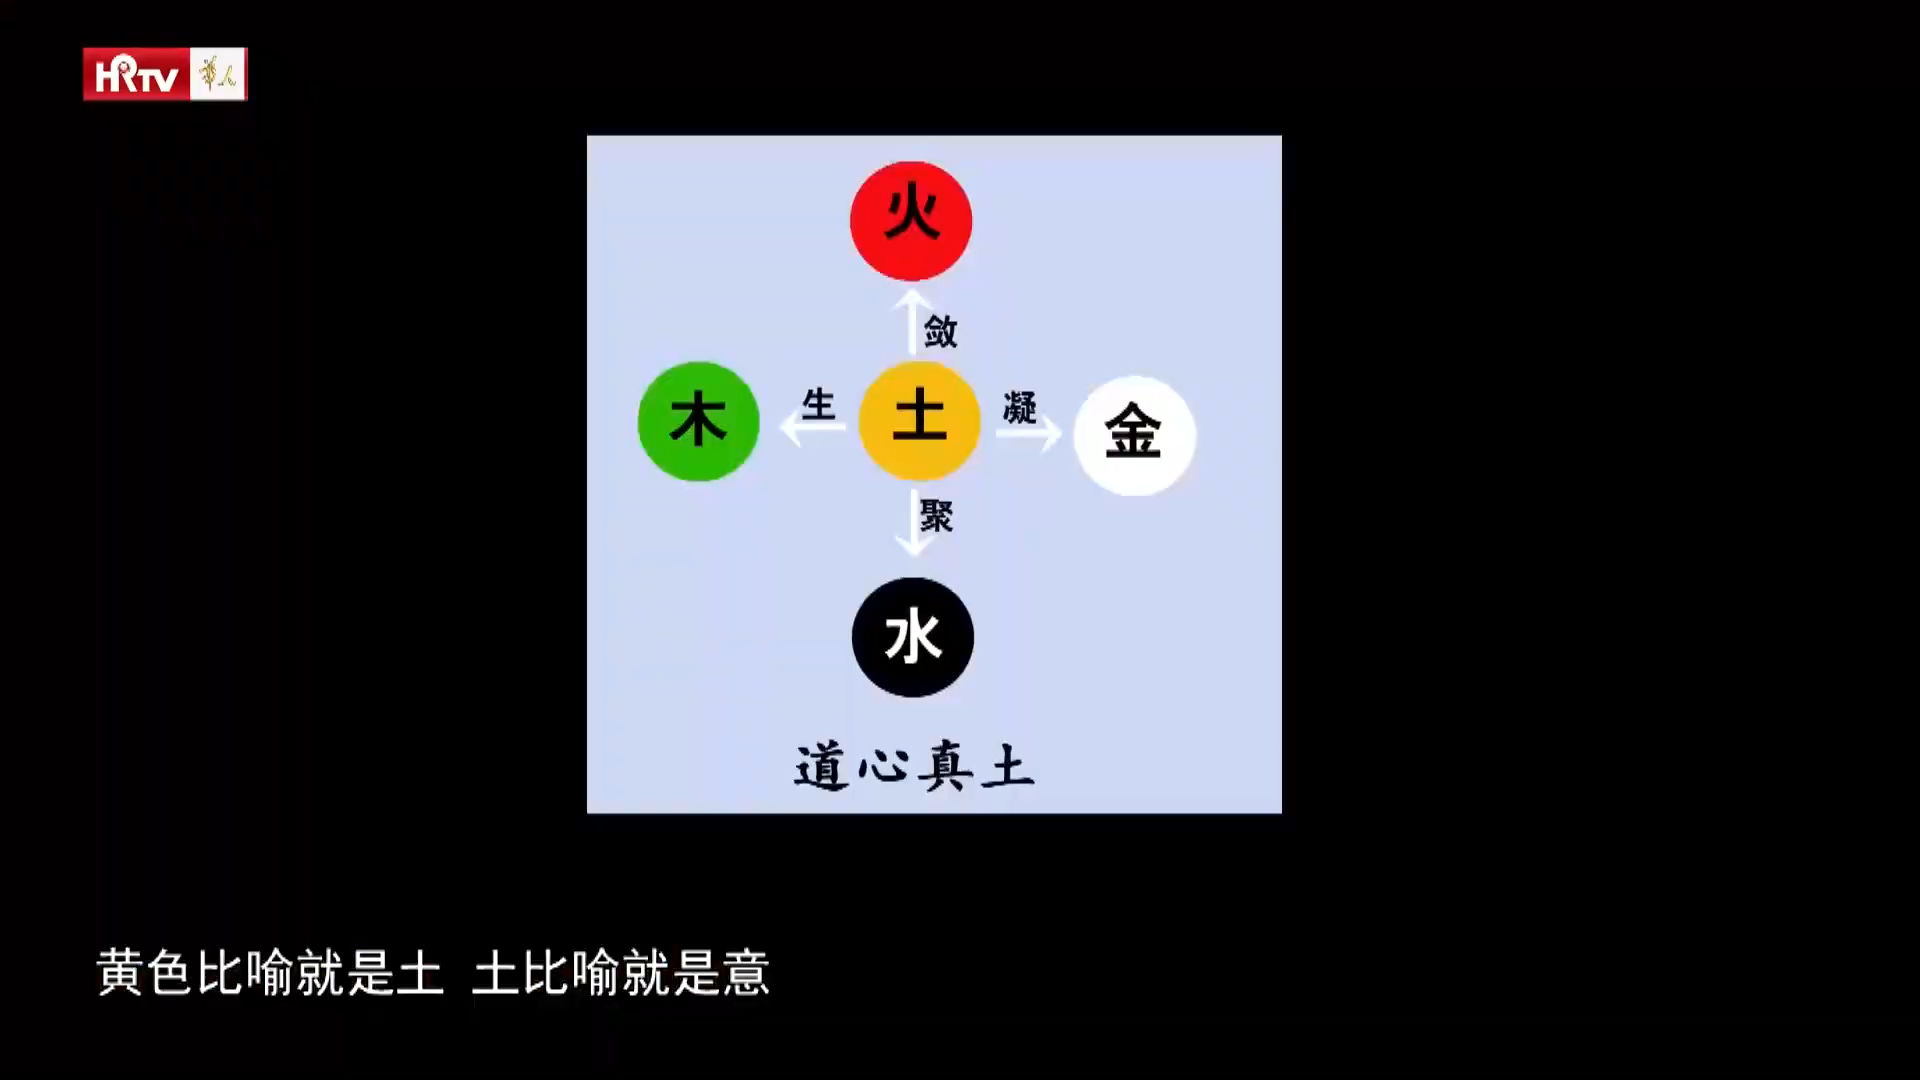 HRTV 华人
火
敛
木 生 土 凝 金
聚
水
道心真土
黄色比喻就是土 土比喻就是意